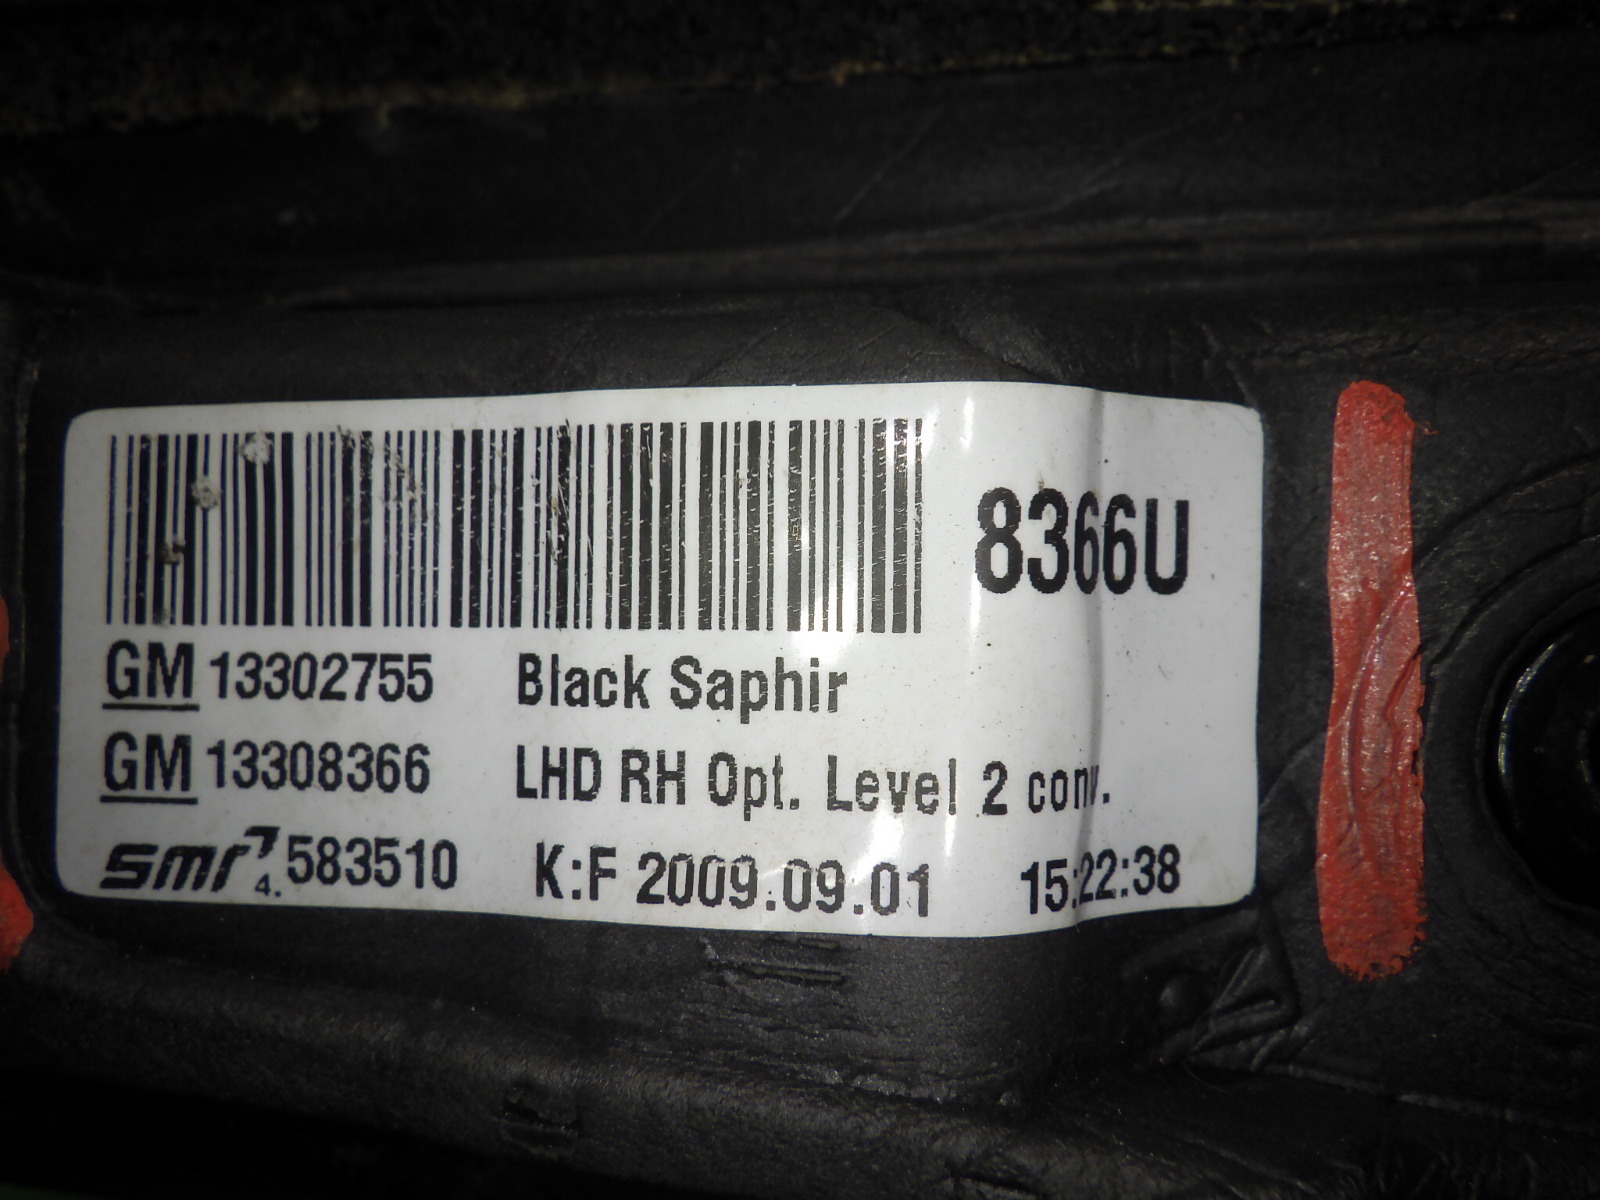 8366U
GM 13302755 Black Saphir
GM 13308366 LHD RH Opt. Level 2 conv.
smr 4. 583510 K:F 2009.09.01 15:22:38